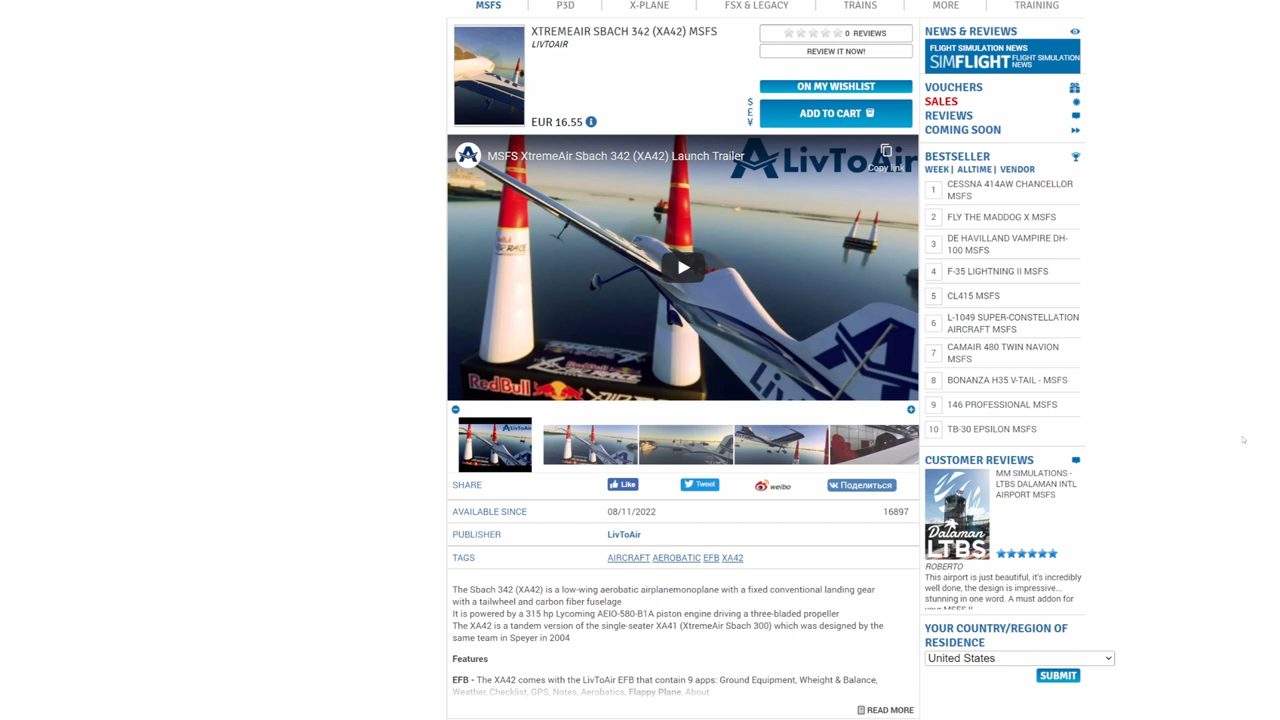 MSFS
P3D
X-PLANE
FSX & LEGACY
TRAINS
MORE
TRAINING
XTREMEAIR SBACH 342 (XA42) MSFS
LIVTOAIR
0 REVIEWS
REVIEW IT NOW!
ON MY WISHLIST
$
£
¥
ADD TO CART
EUR 16.55
MSFS XtremeAir Sbach 342 (XA42) Launch Trailer
LivToAir
Copy link
RedBull
LivToAir
SHARE
Like
Tweet
weibo
Поделиться
AVAILABLE SINCE
08/11/2022
16897
PUBLISHER
LivToAir
TAGS
AIRCRAFT AEROBATIC EFB XA42
The Sbach 342 (XA42) is a low-wing aerobatic airplanemonoplane with a fixed conventional landing gear
with a tailwheel and carbon fiber fuselage
It is powered by a 315 hp Lycoming AEIO-580-B1A piston engine driving a three-bladed propeller
The XA42 is a tandem version of the single-seater XA41 (XtremeAir Sbach 300) which was designed by the
same team in Speyer in 2004
Features
EFB - The XA42 comes with the LivToAir EFB that contain 9 apps: Ground Equipment, Wheight & Balance,
Weather, Checklist, GPS, Notes, Aerobatics, Flappy Plane, About
READ MORE
NEWS & REVIEWS
FLIGHT SIMULATION NEWS
SIMFLIGHT FLIGHT SIMULATION
NEWS
VOUCHERS
SALES
REVIEWS
COMING SOON
BESTSELLER
WEEK | ALLTIME | VENDOR
1 CESSNA 414AW CHANCELLOR
MSFS
2 FLY THE MADDOG X MSFS
3 DE HAVILLAND VAMPIRE DH-
100 MSFS
4 F-35 LIGHTNING II MSFS
5 CL415 MSFS
6 L-1049 SUPER-CONSTELLATION
AIRCRAFT MSFS
7 CAMAIR 480 TWIN NAVION
MSFS
8 BONANZA H35 V-TAIL - MSFS
9 146 PROFESSIONAL MSFS
10 TB-30 EPSILON MSFS
CUSTOMER REVIEWS
MM SIMULATIONS -
LTBS DALAMAN INTL
AIRPORT MSFS
Dalaman
LTBS
ROBERTO
This airport is just beautiful, it's incredibly
well done, the design is impressive...
stunning in one word. A must addon for
your MSFS !!
YOUR COUNTRY/REGION OF
RESIDENCE
United States
SUBMIT